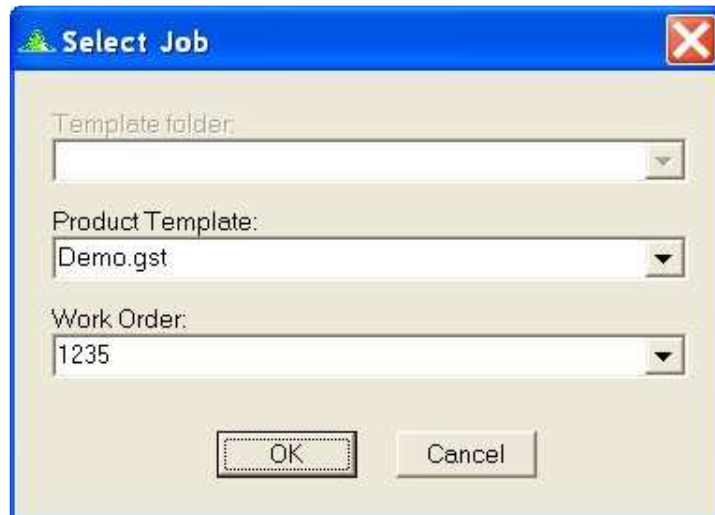 Select Job
Template folder:
Product Template:
Demo.gst
Work Order:
1235
OK Cancel